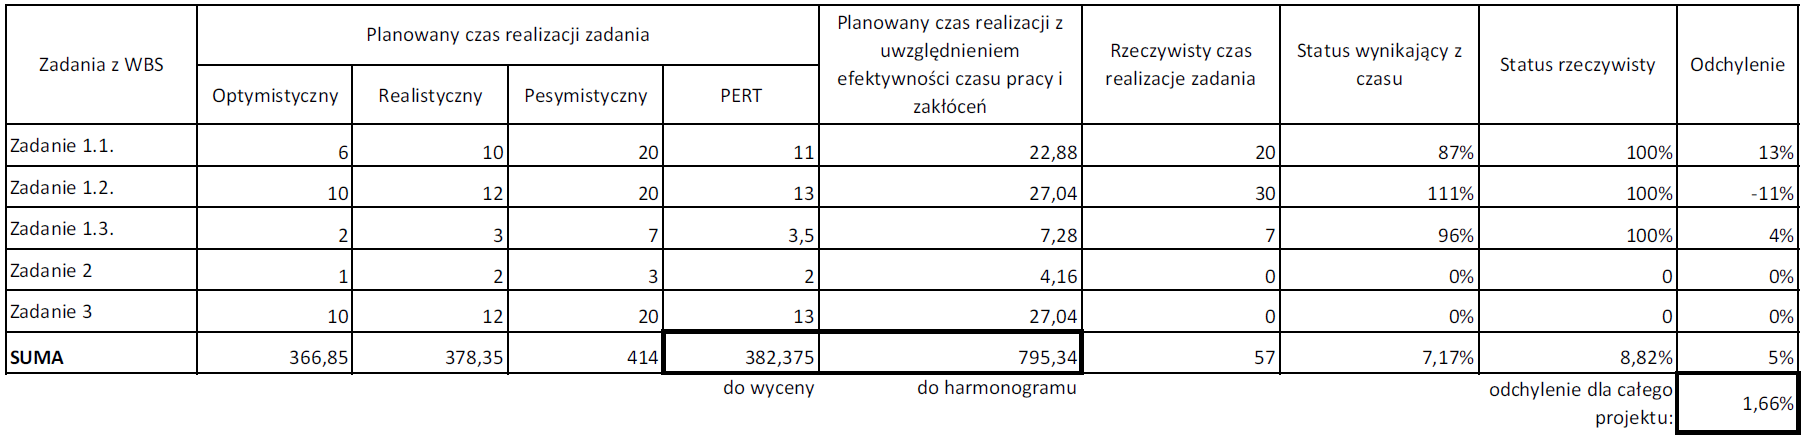 Zadania z WBS
Planowany czas realizacji zadania
Planowany czas realizacji z
uwzględnieniem
efektywności czasu pracy i
zakłóceń
Rzeczywisty czas
realizacje zadania
Status wynikający z
czasu
Status rzeczywisty
Odchylenie
Optymistyczny Realistyczny Pesymistyczny PERT
Zadanie 1.1. 6 10 20 11 22,88 20 87% 100% 13%
Zadanie 1.2. 10 12 20 13 27,04 30 111% 100% -11%
Zadanie 1.3. 2 3 7 3,5 7,28 7 96% 100% 4%
Zadanie 2 1 2 3 2 4,16 0 0% 0 0%
Zadanie 3 10 12 20 13 27,04 0 0% 0 0%
SUMA 366,85 378,35 414 382,375 795,34 57 7,17% 8,82% 5%
do wyceny do harmonogramu
odchylenie dla całego
projektu:
1,66%